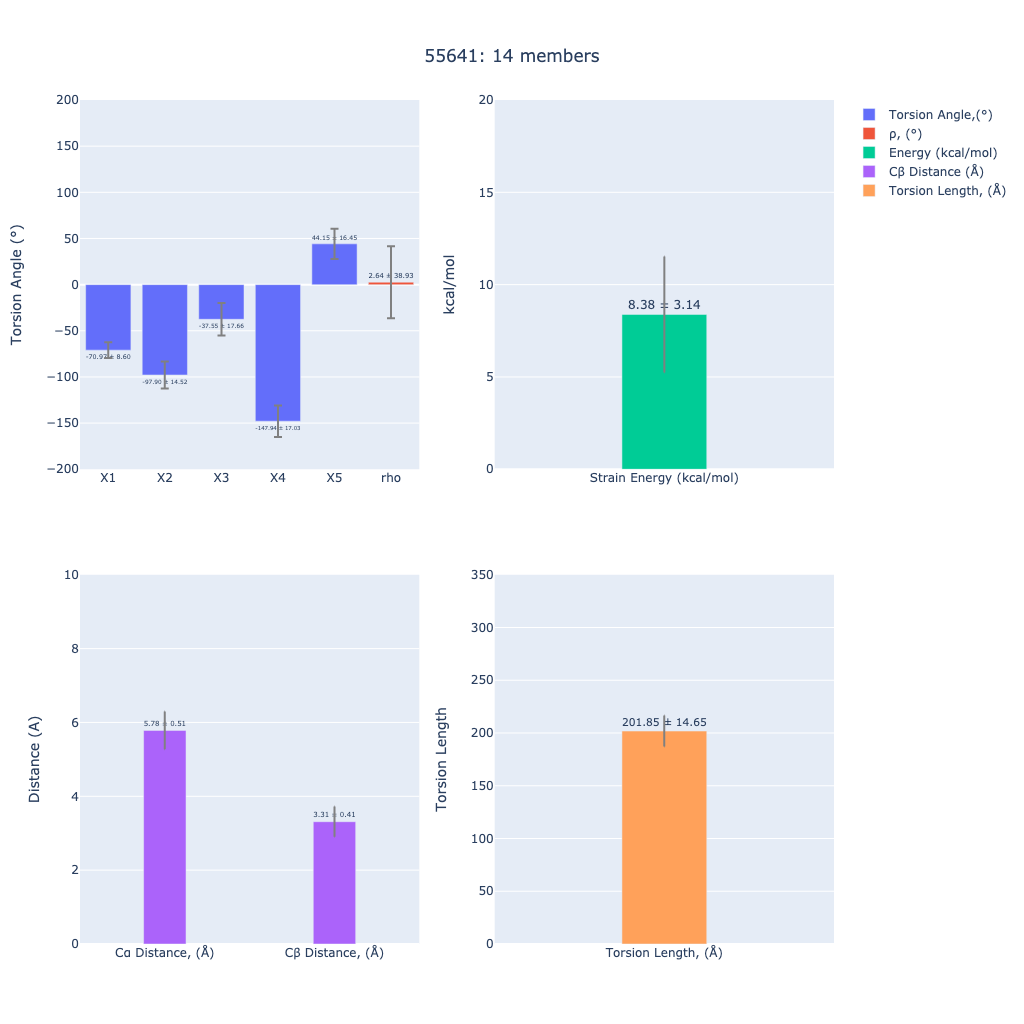 55641: 14 members
Torsion Angle (°)
200
150
100
50
0
−50
−100
−150
−200
-70.97 ± 8.60
-97.90 ± 14.52
-37.55 ± 17.66
-147.94 ± 17.03
44.15 ± 16.45
2.64 ± 38.93
X1 X2 X3 X4 X5 rho
kcal/mol
20
15
10
5
0
8.38 ± 3.14
Strain Energy (kcal/mol)
Torsion Angle,(°)
ρ, (°)
Energy (kcal/mol)
Cβ Distance (Å)
Torsion Length, (Å)
Distance (A)
10
8
6
4
2
0
5.78 ± 0.51
3.31 ± 0.41
Cα Distance, (Å) Cβ Distance, (Å)
Torsion Length
350
300
250
200
150
100
50
0
201.85 ± 14.65
Torsion Length, (Å)